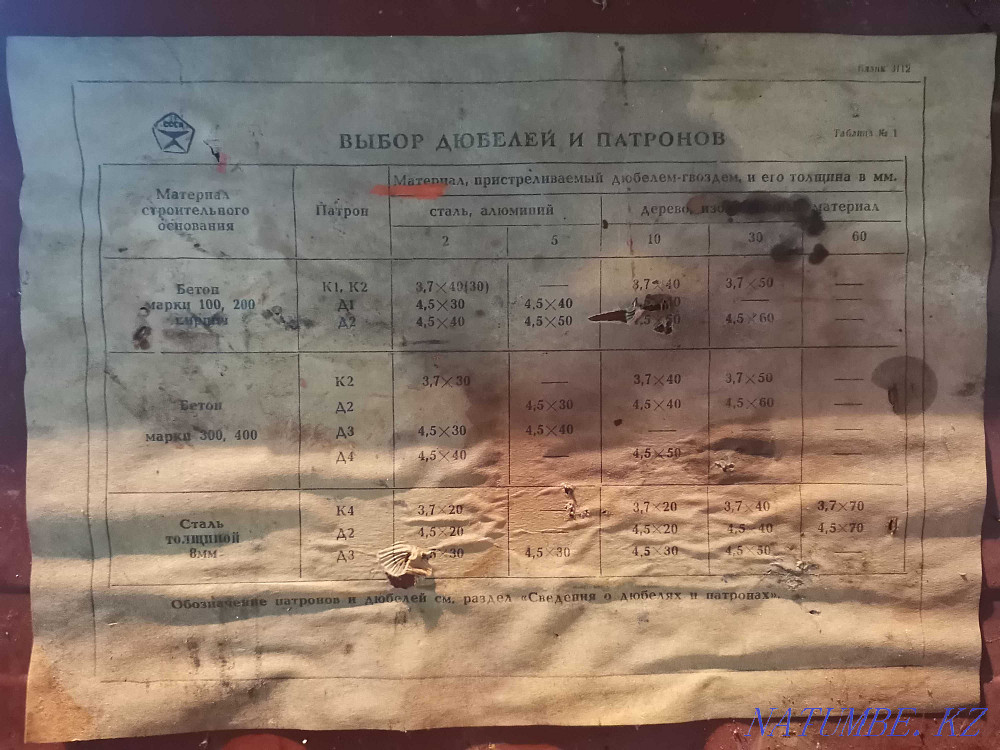 Бланк
СССР
Таблица № 1
ВЫБОР ДЮБЕЛЕЙ И ПАТРОНОВ
Материал строительного основания
Патрон
Материал, пристреливаемый дюбелем-гвоздем, и его толщина в мм.
сталь, алюминий
дерево, материал
2 5 10 30 60
Бетон
марки 100, 200
кирпич
К1, К2 3,7×40(30) — 3,7×40 3,7×50 —
Д1 4,5×30 4,5×40 — —
Д2 4,5×40 4,5×50 4,5×60 —
Бетон
марки 300, 400
К2 3,7×30 — 3,7×40 3,7×50 —
Д2 4,5×30 4,5×40 4,5×60 —
Д3 4,5×30 4,5×40 — — —
Д4 4,5×40 — 4,5×50 —
Сталь
толщиной
8мм
К4 3,7×20 — 3,7×20 3,7×40 3,7×70
Д2 4,5×20 — 4,5×20 4,5×40 4,5×70
Д3 4,5×30 4,5×30 4,5×50 —
Обозначение патронов и дюбелей см. раздел «Сведения о дюбелях и патронах».
NATUMBE.KZ